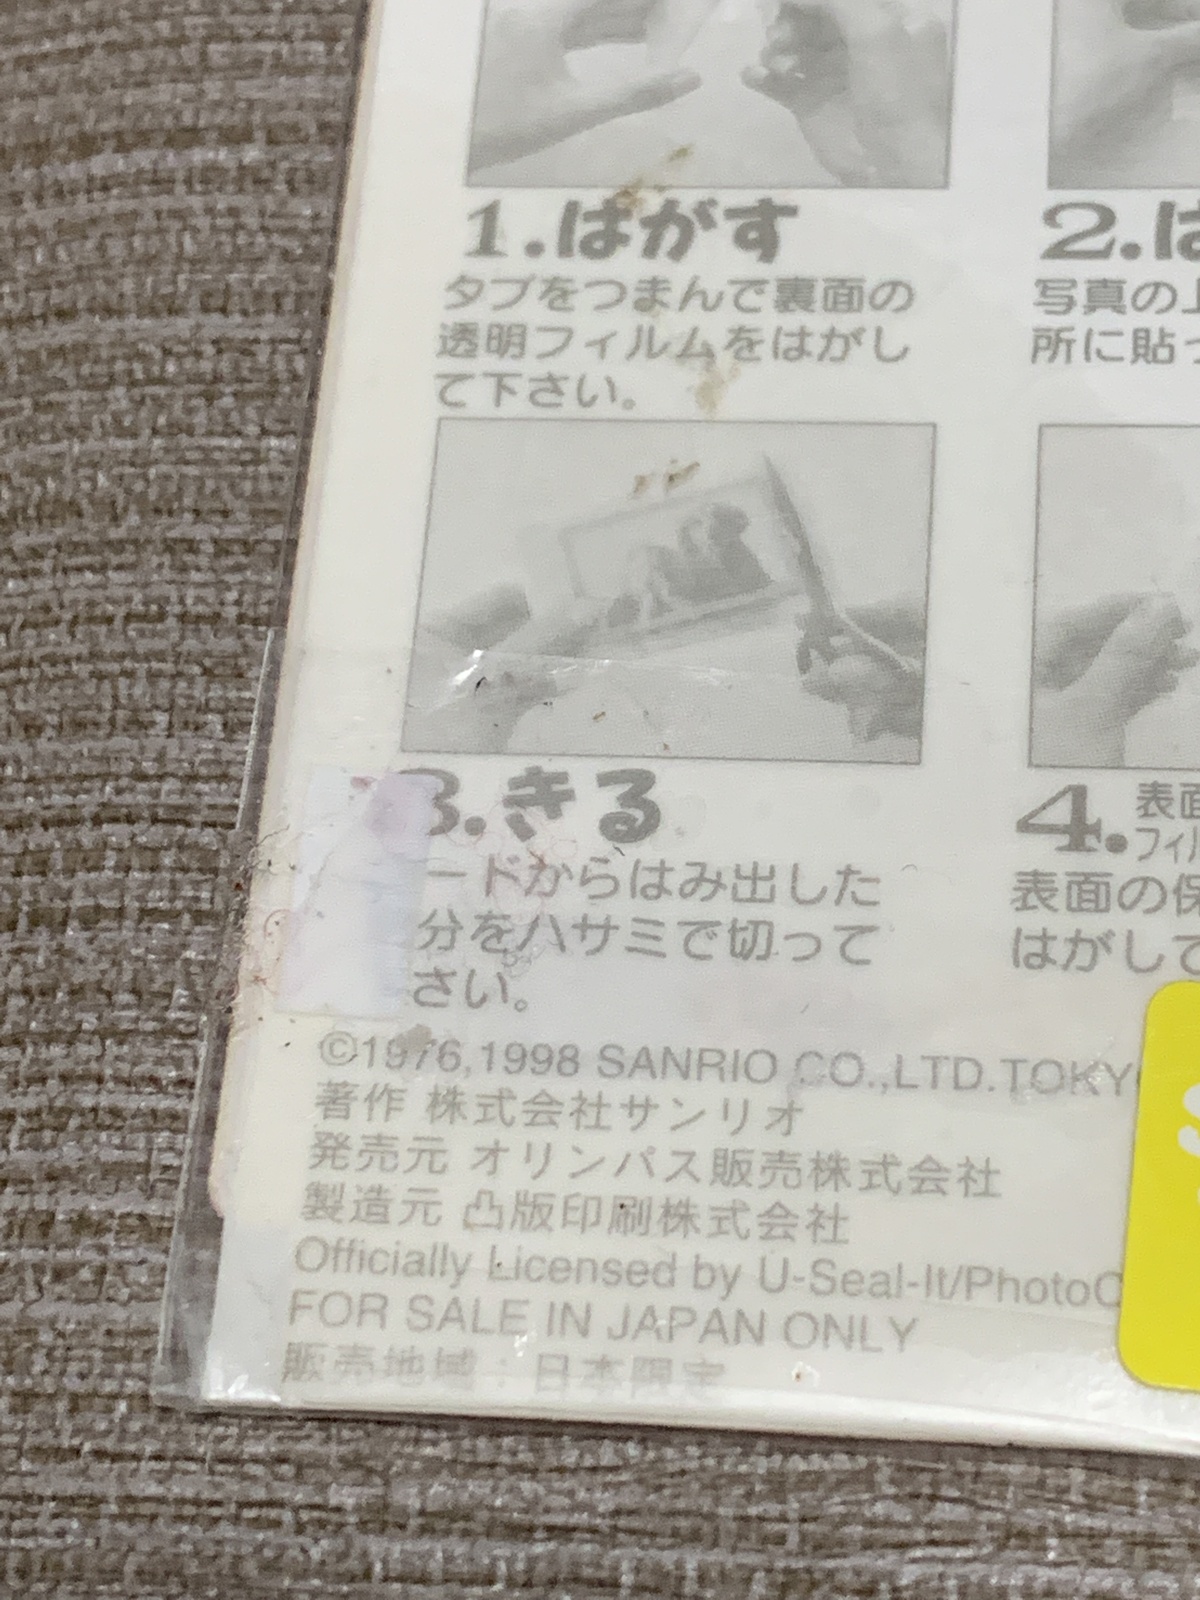 1.はがす
タブをつまんで裏面の
透明フィルムをはがし
て下さい。
2.は
写真の上
所に貼っ
3.きる
ードからはみ出した
分をハサミで切って
さい。
4.表面
フィル
表面の保
はがして
©1976,1998 SANRIO CO.,LTD.TOKY
著作 株式会社サンリオ
発売元 オリンパス販売株式会社
製造元 凸版印刷株式会社
Officially Licensed by U-Seal-It/Photo
FOR SALE IN JAPAN ONLY
販売地域：日本限定
S